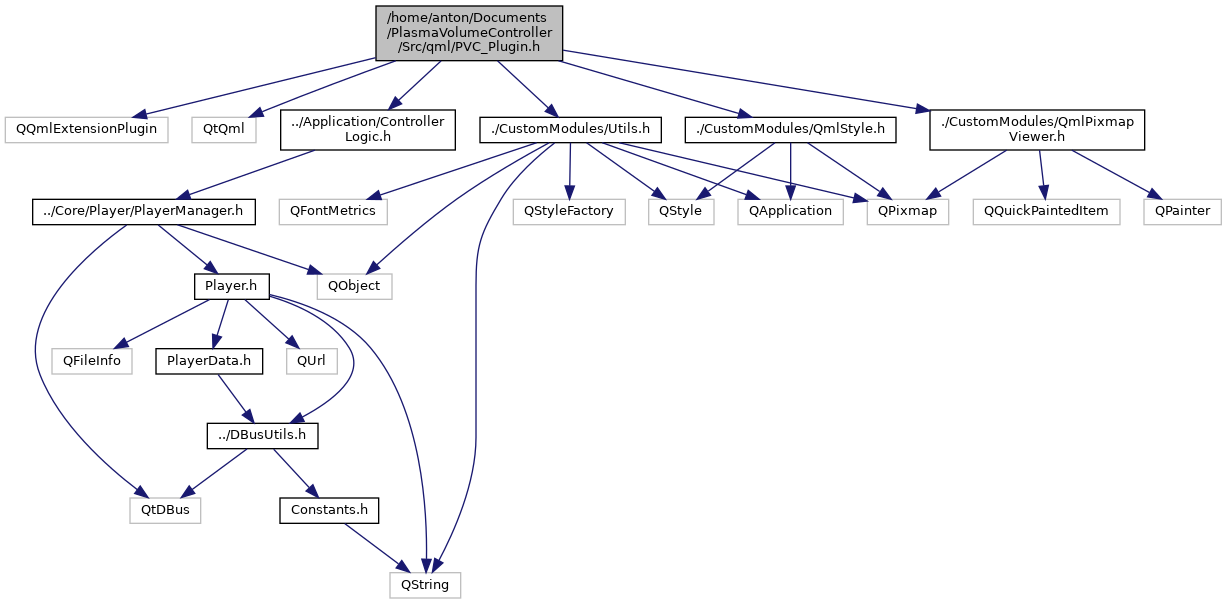 /home/anton/Documents
/PlasmaVolumeController
/Src/qml/PVC_Plugin.h
QQmlExtensionPlugin
QtQml
../Application/Controller
Logic.h
./CustomModules/Utils.h
./CustomModules/QmlStyle.h
./CustomModules/QmlPixmap
Viewer.h
../Core/Player/PlayerManager.h
QFontMetrics
QStyleFactory
QStyle
QApplication
QPixmap
QQuickPaintedItem
QPainter
Player.h
QObject
QFileInfo
PlayerData.h
QUrl
../DBusUtils.h
QtDBus
Constants.h
QString